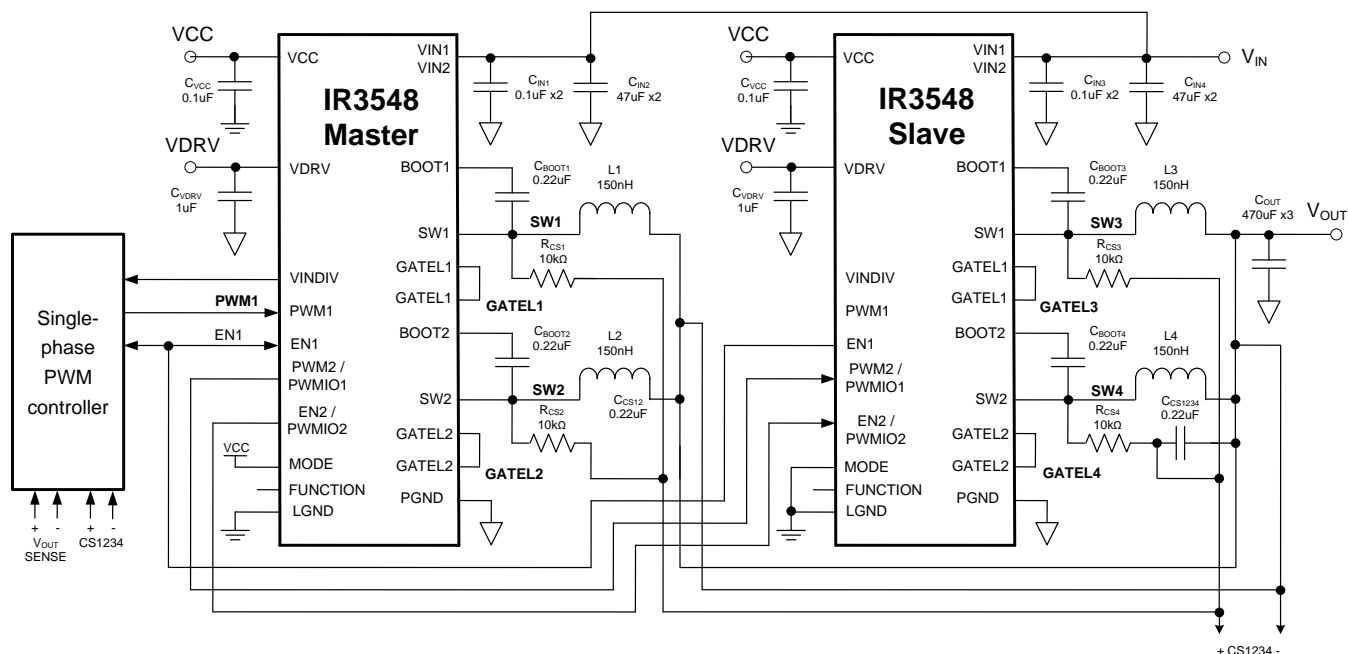 VCC
CVCC
0.1uF
VDRV
CVDRV
1uF
Single-
phase
PWM
controller
+
-
+
-
VOUT
SENSE
CS1234
PWM1
EN1
VCC
VCC
IR3548
Master
VDRV
VINDIV
PWM1
EN1
PWM2 /
PWMIO1
EN2 /
PWMIO2
MODE
FUNCTION
LGND
VIN1
VIN2
BOOT1
SW1
GATEL1
GATEL1
BOOT2
SW2
GATEL2
GATEL2
PGND
CIN1
0.1uF x2
CIN2
47uF x2
CBOOT1
0.22uF
L1
150nH
SW1
RCS1
10kΩ
GATEL1
CBOOT2
0.22uF
L2
150nH
SW2
CCS12
0.22uF
RCS2
10kΩ
GATEL2
VCC
CVCC
0.1uF
VDRV
CVDRV
1uF
VCC
IR3548
Slave
VDRV
VINDIV
PWM1
EN1
PWM2 /
PWMIO1
EN2 /
PWMIO2
MODE
FUNCTION
LGND
VIN1
VIN2
BOOT1
SW1
GATEL1
GATEL1
BOOT2
SW2
GATEL2
GATEL2
PGND
CIN3
0.1uF x2
CIN4
47uF x2
VIN
CBOOT3
0.22uF
L3
150nH
SW3
RCS3
10kΩ
GATEL3
COUT
470uF x3
VOUT
CBOOT4
0.22uF
L4
150nH
SW4
CCS1234
0.22uF
RCS4
10kΩ
GATEL4
+ CS1234 -